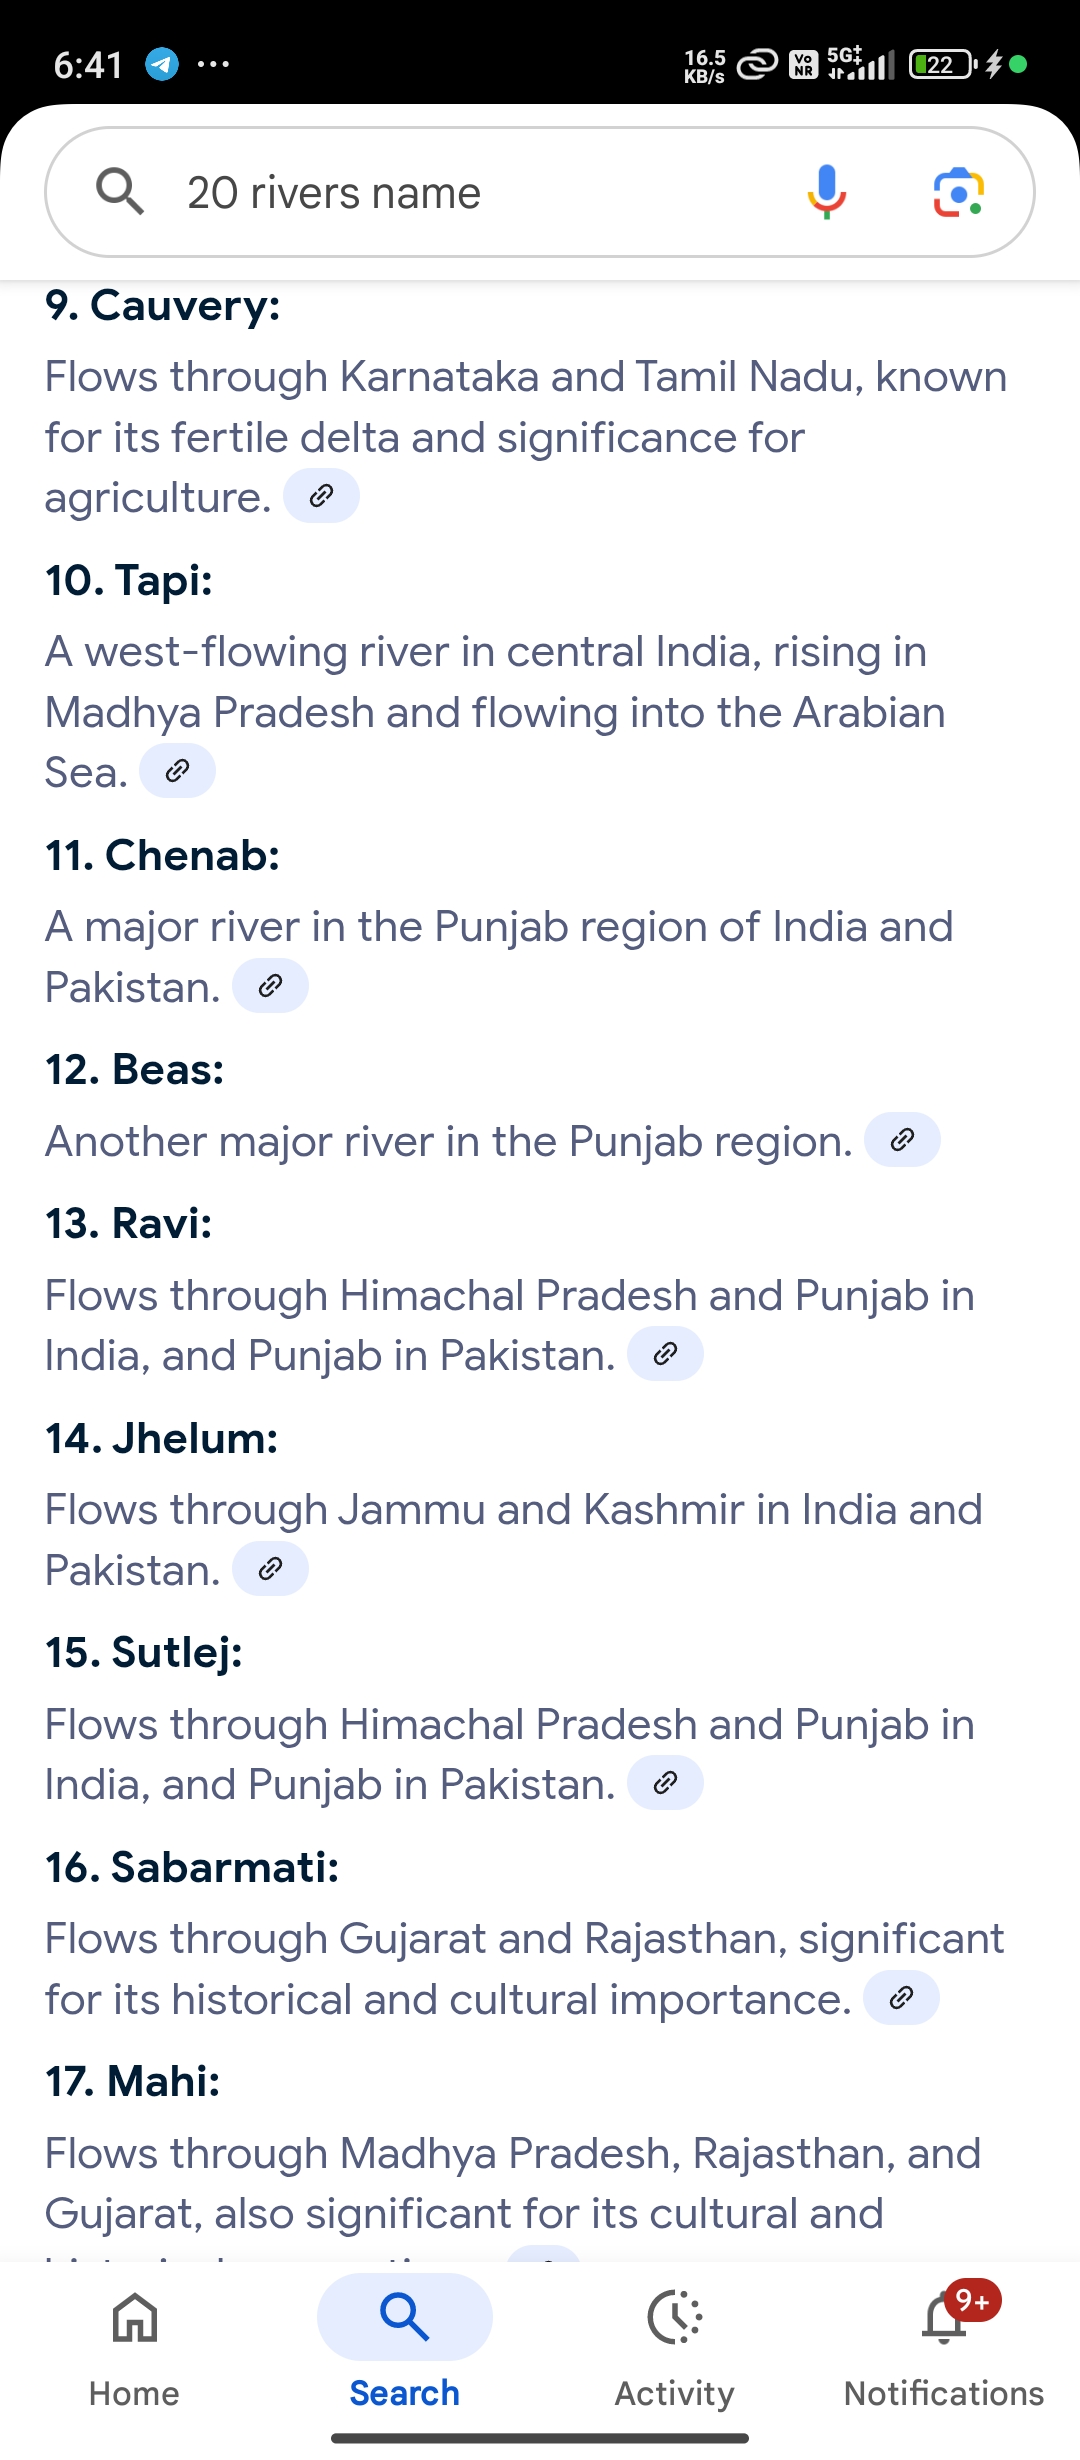 6:41 ...
16.5 KB/s Vo NR 5G‡ 22
20 rivers name
9. Cauvery:
Flows through Karnataka and Tamil Nadu, known
for its fertile delta and significance for
agriculture.
10. Tapi:
A west-flowing river in central India, rising in
Madhya Pradesh and flowing into the Arabian
Sea.
11. Chenab:
A major river in the Punjab region of India and
Pakistan.
12. Beas:
Another major river in the Punjab region.
13. Ravi:
Flows through Himachal Pradesh and Punjab in
India, and Punjab in Pakistan.
14. Jhelum:
Flows through Jammu and Kashmir in India and
Pakistan.
15. Sutlej:
Flows through Himachal Pradesh and Punjab in
India, and Punjab in Pakistan.
16. Sabarmati:
Flows through Gujarat and Rajasthan, significant
for its historical and cultural importance.
17. Mahi:
Flows through Madhya Pradesh, Rajasthan, and
Gujarat, also significant for its cultural and
9+
Home Search Activity Notifications